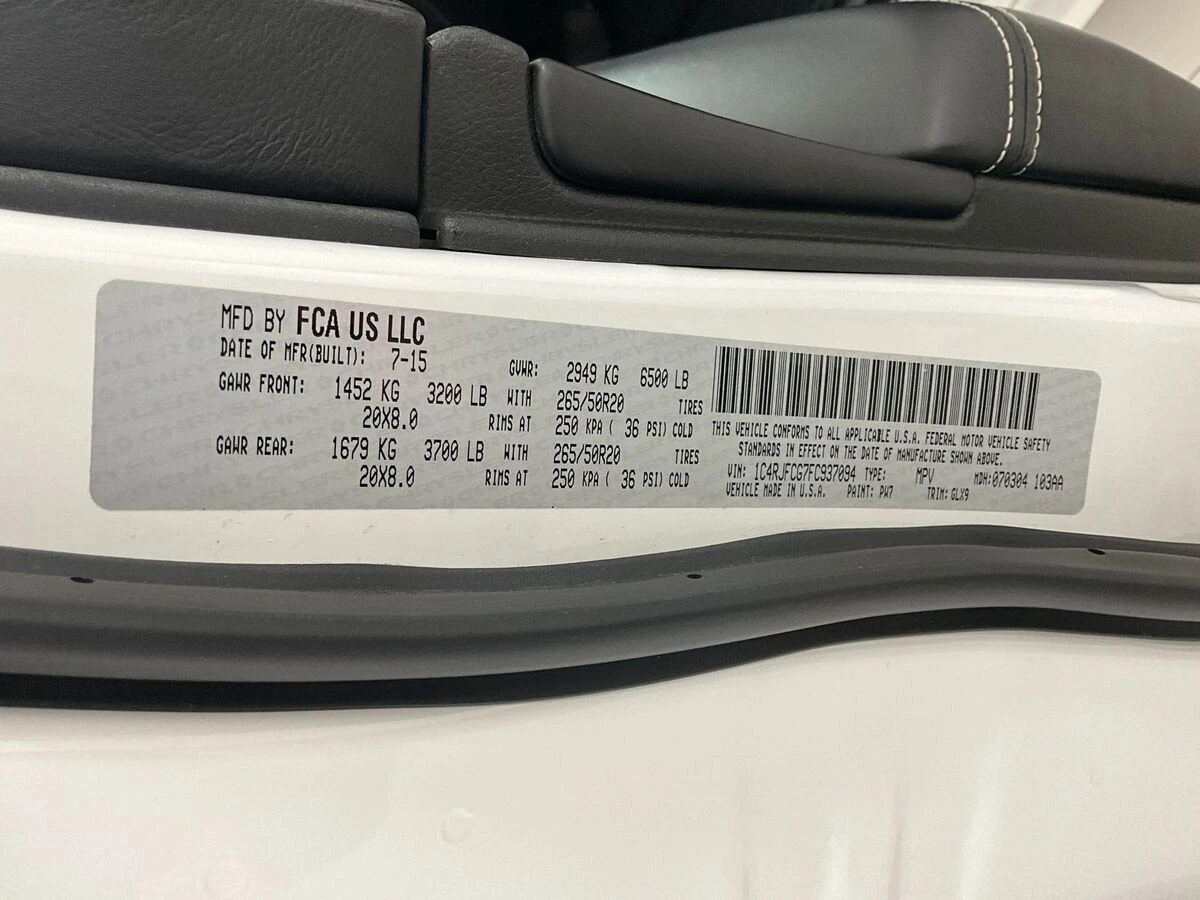 MFD BY FCA US LLC
DATE OF MFR(BUILT): 7-15
GVWR: 2949 KG 6500 LB
GAWR FRONT: 1452 KG 3200 LB WITH 265/50R20 TIRES
20X8.0 RIMS AT 250 KPA ( 36 PSI) COLD
GAWR REAR: 1679 KG 3700 LB WITH 265/50R20 TIRES
20X8.0 RIMS AT 250 KPA ( 36 PSI) COLD
THIS VEHICLE CONFORMS TO ALL APPLICABLE U.S.A. FEDERAL MOTOR VEHICLE SAFETY
STANDARDS IN EFFECT ON THE DATE OF MANUFACTURE SHOWN ABOVE.
VIN: 1C4RJFCG7FC937094 TYPE: MPV MDH:070304 103AA
VEHICLE MADE IN U.S.A. PAINT: PW7 TRIM: GLX9